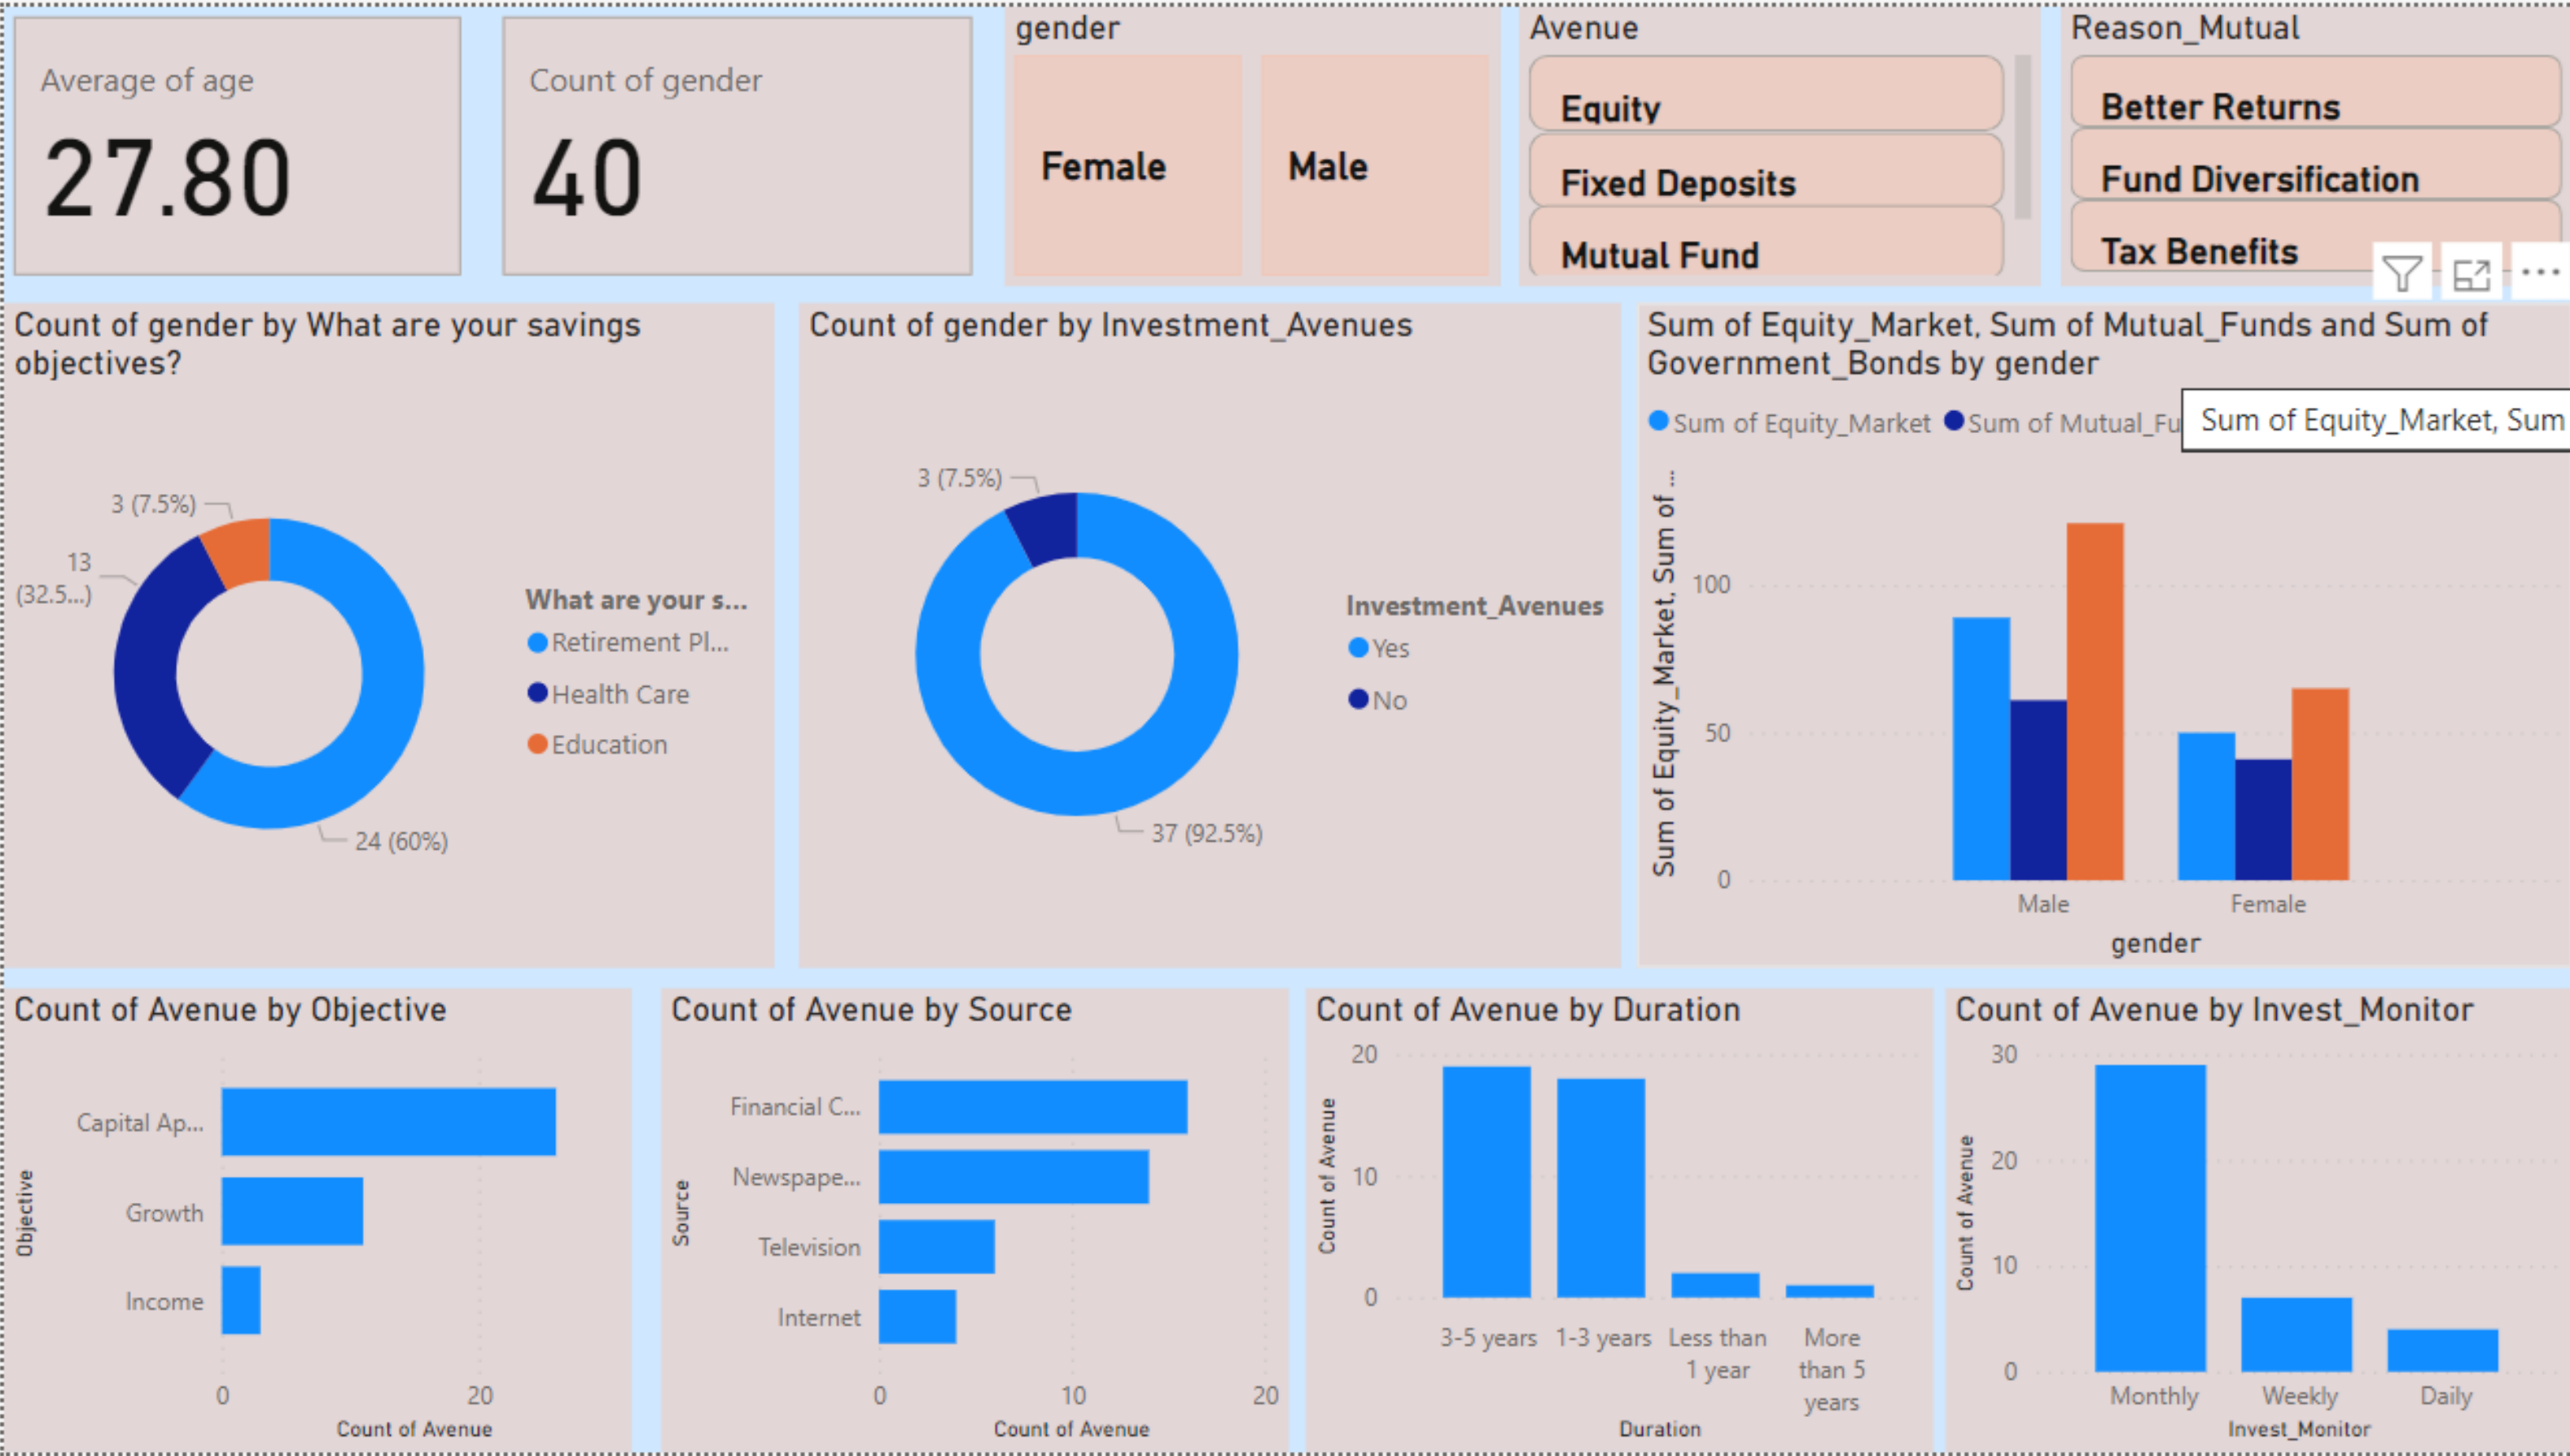 Average of age
27.80
Count of gender
40
gender
Female
Male
Avenue
Equity
Fixed Deposits
Mutual Fund
Reason_Mutual
Better Returns
Fund Diversification
Tax Benefits
Count of gender by What are your savings
objectives?
3 (7.5%)
13
(32.5...)
24 (60%)
What are your s...
Retirement Pl...
Health Care
Education
Count of gender by Investment_Avenues
3 (7.5%)
37 (92.5%)
Investment_Avenues
Yes
No
Sum of Equity_Market, Sum of Mutual_Funds and Sum of
Government_Bonds by gender
Sum of Equity_Market
Sum of Mutual_Fu
Sum of Equity_Market, Sum
Sum of Equity_Market, Sum of ...
100
50
0
Male
Female
gender
Count of Avenue by Objective
Objective
Capital Ap...
Growth
Income
0
20
Count of Avenue
Count of Avenue by Source
Source
Financial C...
Newspape...
Television
Internet
0
10
20
Count of Avenue
Count of Avenue by Duration
Count of Avenue
20
10
0
3-5 years
1-3 years
Less than
1 year
More
than 5
years
Duration
Count of Avenue by Invest_Monitor
Count of Avenue
30
20
10
0
Monthly
Weekly
Daily
Invest_Monitor